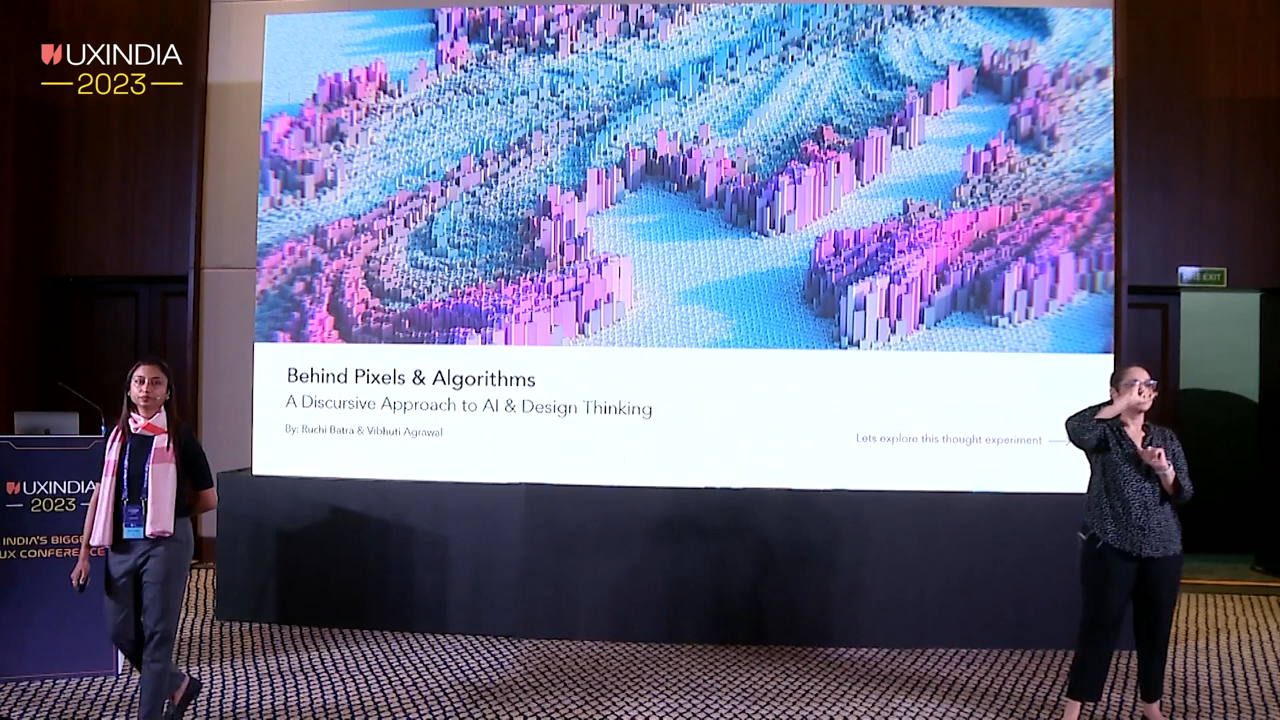 UXINDIA
2023
Behind Pixels & Algorithms
A Discursive Approach to AI & Design Thinking
By: Ruchi Batra & Vibhuti Agrawal
Lets explore this thought experiment
EXIT
UXINDIA
2023
INDIA'S
UX CONFERENCE